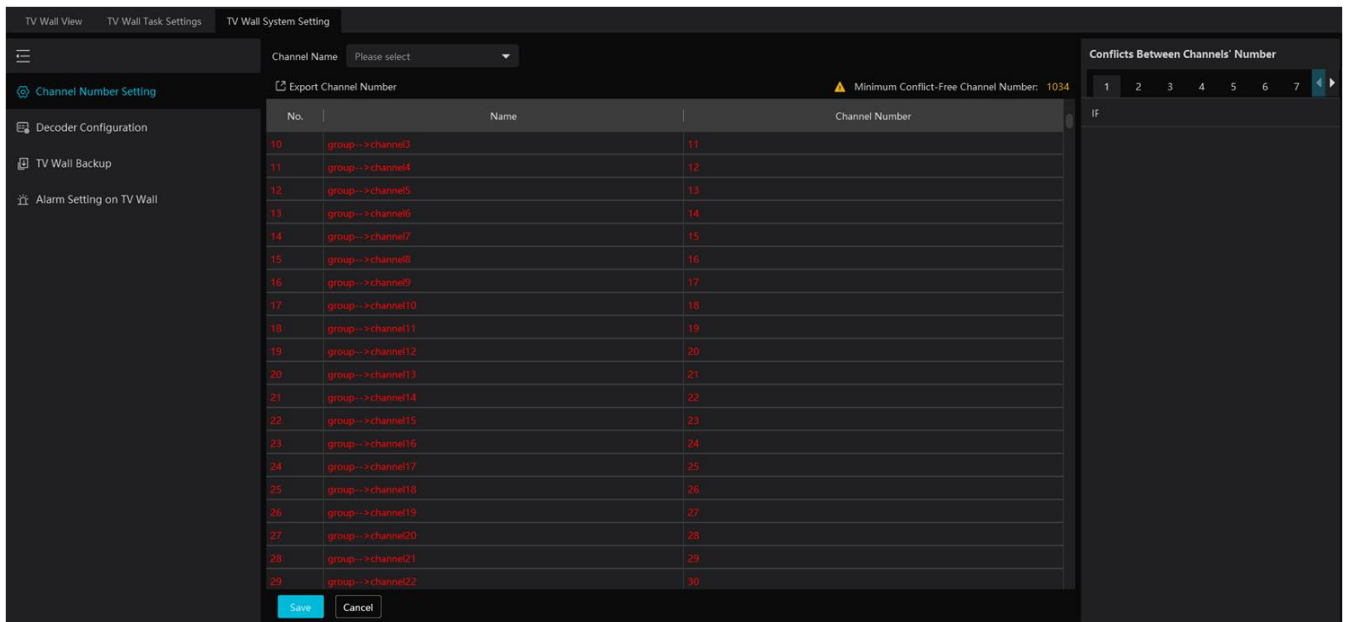 TV Wall View TV Wall Task Settings TV Wall System Setting
Channel Number Setting
Decoder Configuration
TV Wall Backup
Alarm Setting on TV Wall
Channel Name Please select
Export Channel Number Minimum Conflict-Free Channel Number: 1034
No. Name Channel Number
10 group-->channel3 11
11 group-->channel4 12
12 group-->channel5 13
13 group-->channel6 14
14 group-->channel7 15
15 group-->channel8 16
16 group-->channel9 17
17 group-->channel10 18
18 group-->channel11 19
19 group-->channel12 20
20 group-->channel13 21
21 group-->channel14 22
22 group-->channel15 23
23 group-->channel16 24
24 group-->channel17 25
25 group-->channel18 26
26 group-->channel19 27
27 group-->channel20 28
28 group-->channel21 29
29 group-->channel22 30
Save Cancel
Conflicts Between Channels' Number
1 2 3 4 5 6 7
IF